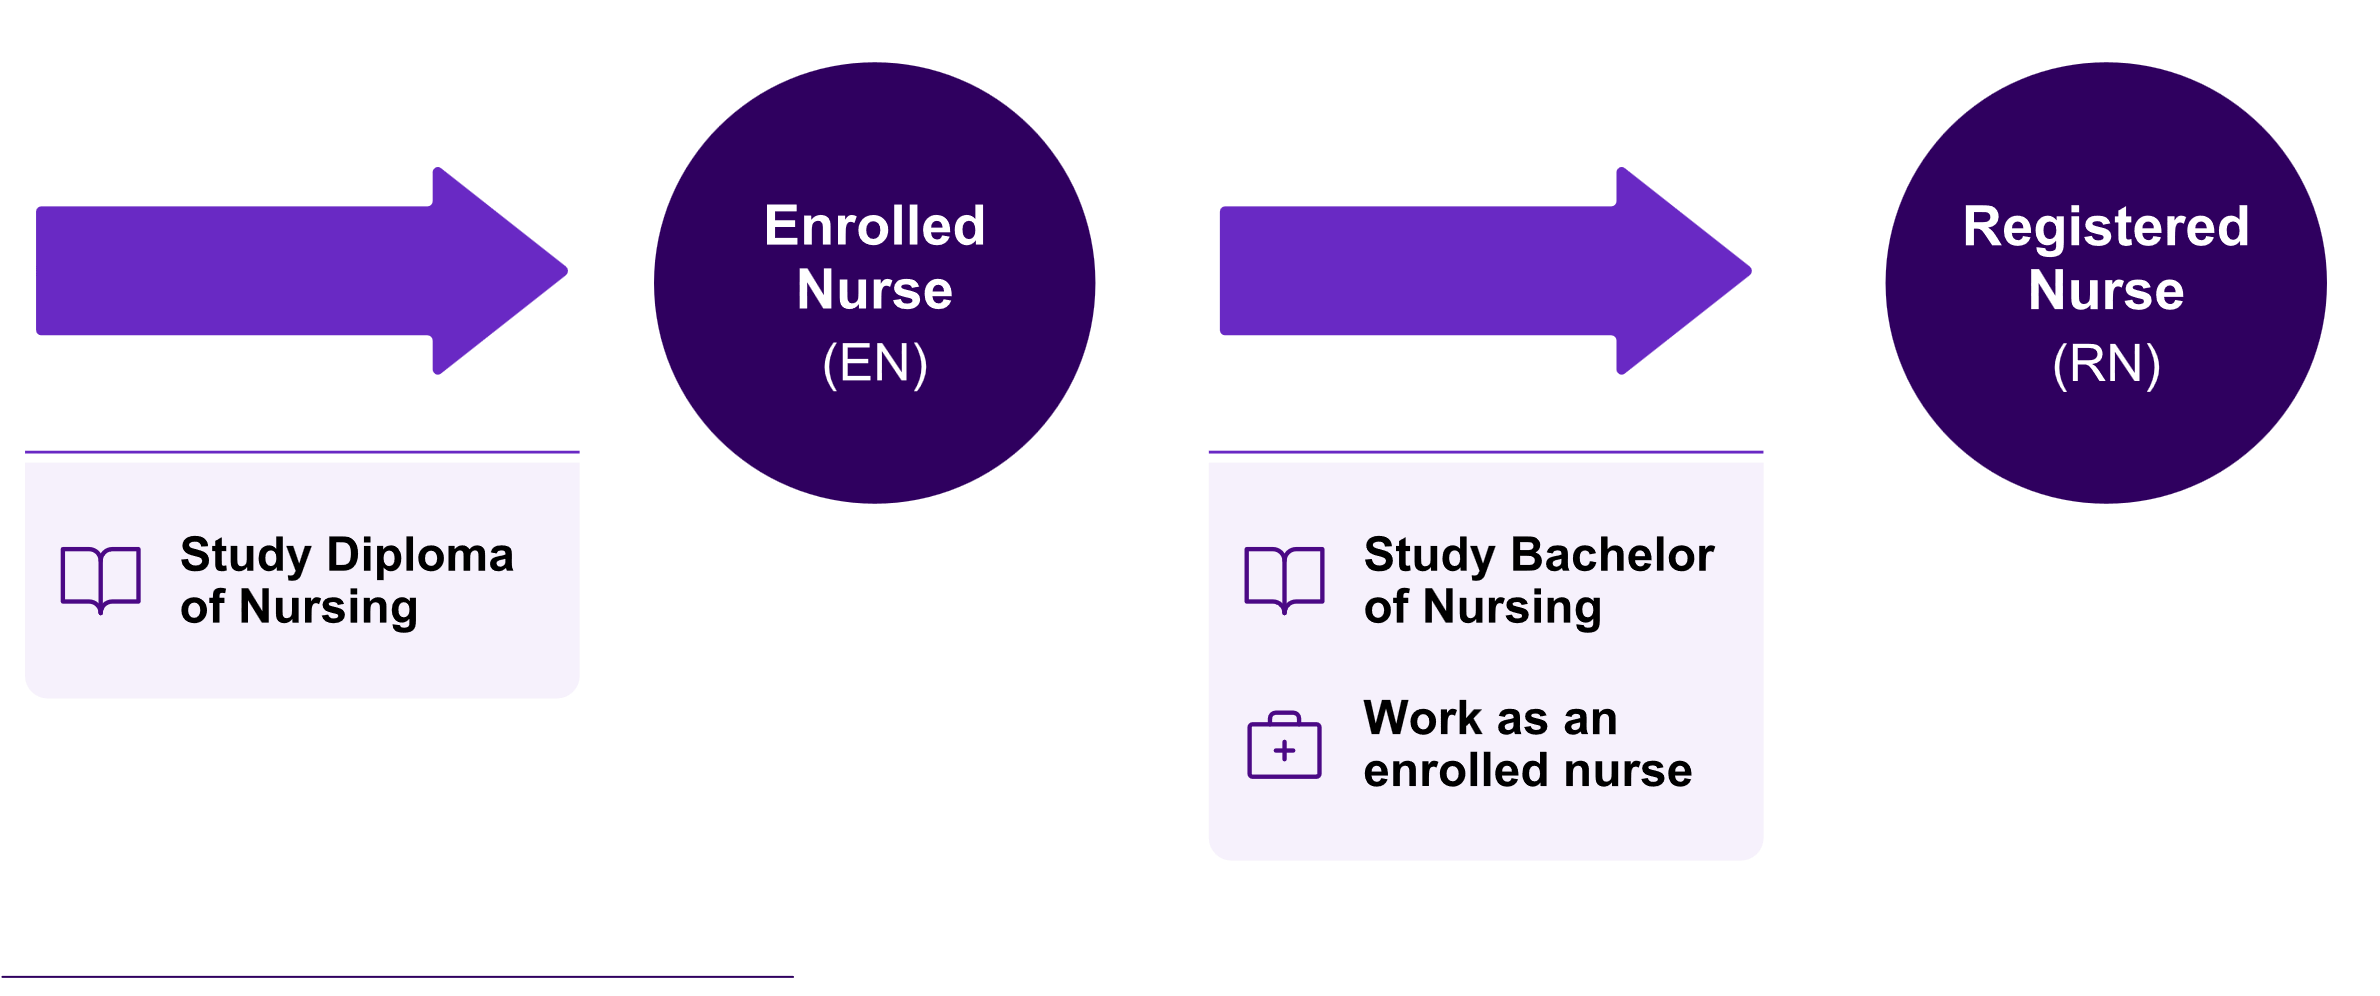 Enrolled
Nurse
(EN)
Registered
Nurse
(RN)
Study Diploma
of Nursing
Study Bachelor
of Nursing
Work as an
enrolled nurse